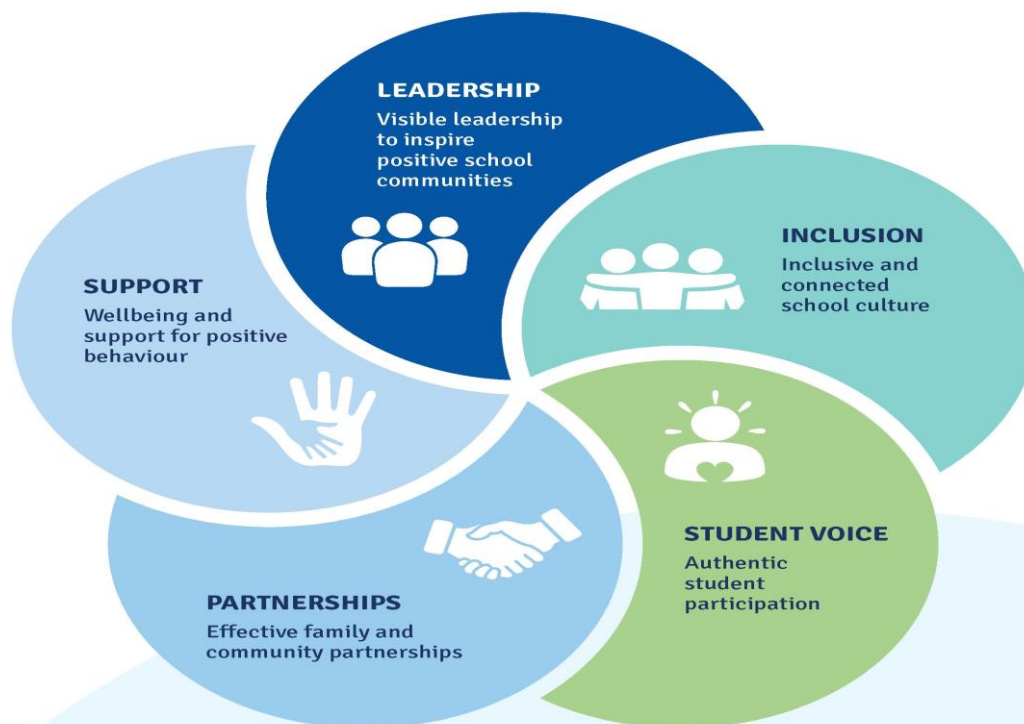 LEADERSHIP
Visible leadership
to inspire
positive school
communities
INCLUSION
Inclusive and
connected
school culture
STUDENT VOICE
Authentic
student
participation
PARTNERSHIPS
Effective family and
community partnerships
SUPPORT
Wellbeing and
support for positive
behaviour